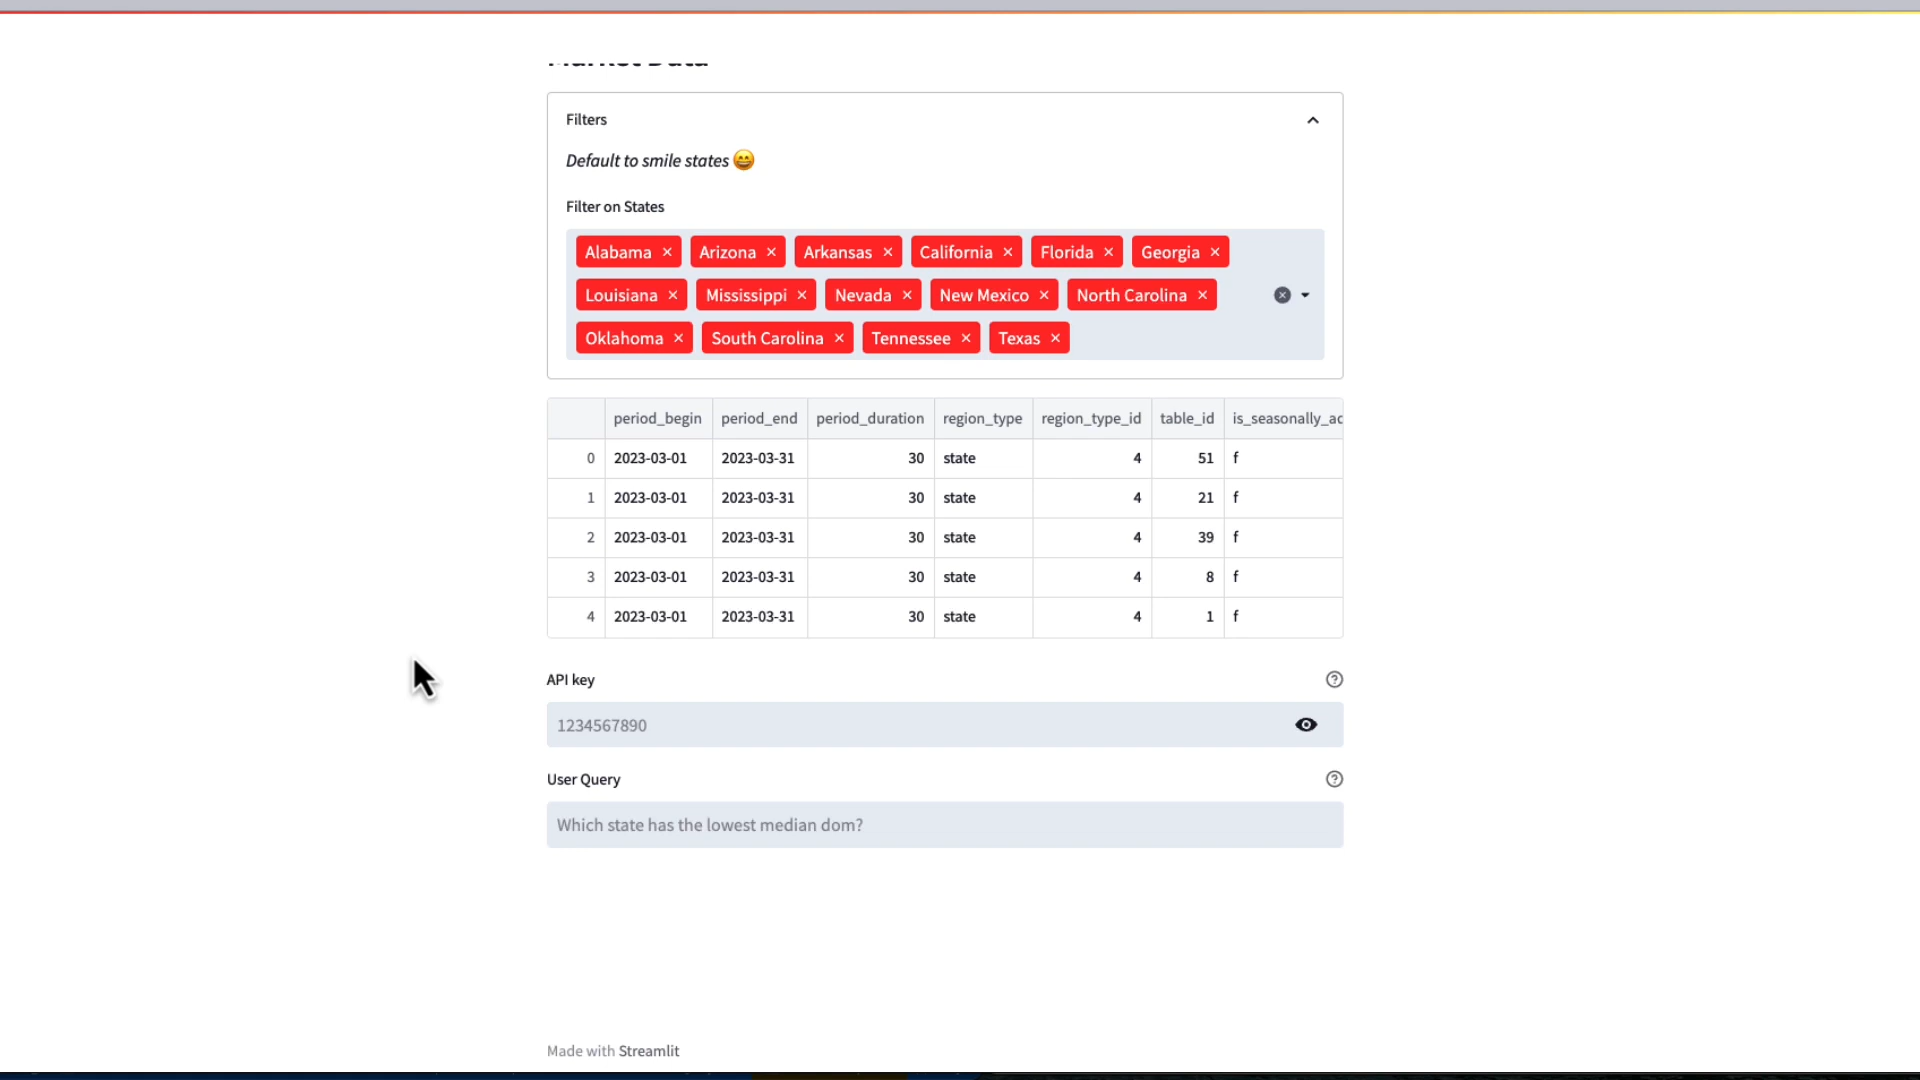 Market Data
Filters
Default to smile states 😄
Filter on States
Alabama × Arizona × Arkansas × California × Florida × Georgia ×
Louisiana × Mississippi × Nevada × New Mexico × North Carolina ×
Oklahoma × South Carolina × Tennessee × Texas ×
period_begin period_end period_duration region_type region_type_id table_id is_seasonally_ad
0 2023-03-01 2023-03-31 30 state 4 51 f
1 2023-03-01 2023-03-31 30 state 4 21 f
2 2023-03-01 2023-03-31 30 state 4 39 f
3 2023-03-01 2023-03-31 30 state 4 8 f
4 2023-03-01 2023-03-31 30 state 4 1 f
API key
1234567890
User Query
Which state has the lowest median dom?
Made with Streamlit